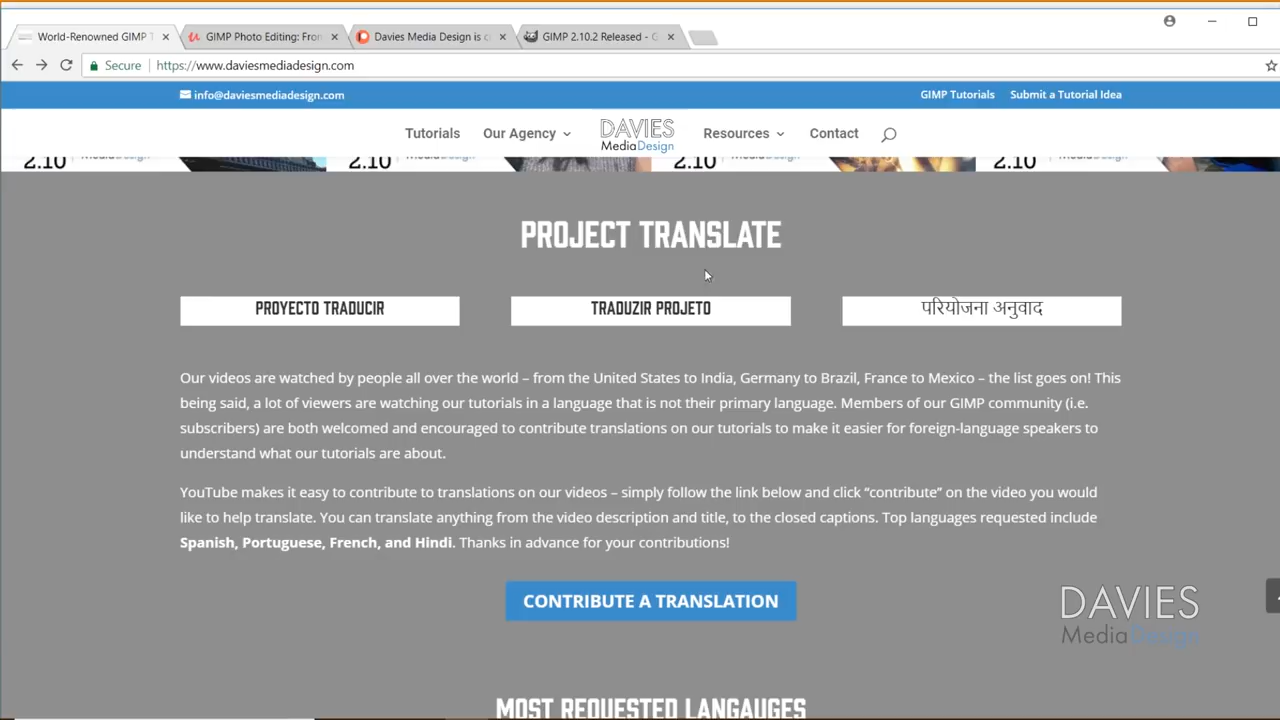 World-Renowned GIMP T
GIMP Photo Editing: Fron
Davies Media Design is c
GIMP 2.10.2 Released - G
Secure
https://www.daviesmediadesign.com
info@daviesmediadesign.com
GIMP Tutorials
Submit a Tutorial Idea
Tutorials
Our Agency
DAVIES
MediaDesign
Resources
Contact
2.10
2.10
2.10
2.10
PROJECT TRANSLATE
PROYECTO TRADUCIR
TRADUZIR PROJETO
परियोजना अनुवाद
Our videos are watched by people all over the world – from the United States to India, Germany to Brazil, France to Mexico – the list goes on! This
being said, a lot of viewers are watching our tutorials in a language that is not their primary language. Members of our GIMP community (i.e.
subscribers) are both welcomed and encouraged to contribute translations on our tutorials to make it easier for foreign-language speakers to
understand what our tutorials are about.
YouTube makes it easy to contribute to translations on our videos – simply follow the link below and click “contribute” on the video you would
like to help translate. You can translate anything from the video description and title, to the closed captions. Top languages requested include
Spanish, Portuguese, French, and Hindi. Thanks in advance for your contributions!
CONTRIBUTE A TRANSLATION
DAVIES
MediaDesign
MOST REQUESTED LANGAUGES